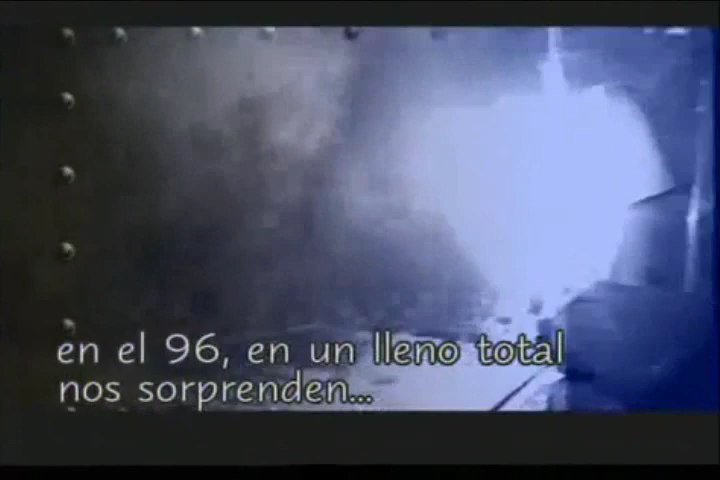 en el 96, en un lleno total
nos sorprenden...